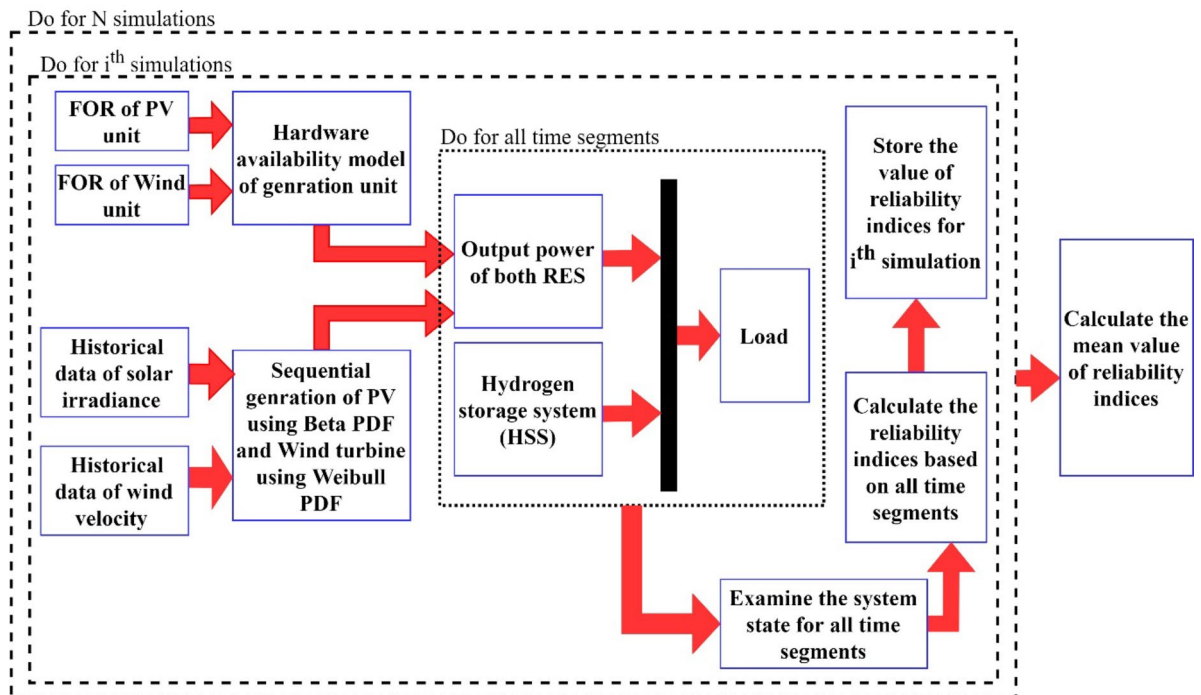 Do for N simulations
Do for i^th simulations
FOR of PV
unit
FOR of Wind
unit
Hardware
availability model
of genration unit
Historical
data of solar
irradiance
Historical
data of wind
velocity
Sequential
genration of PV
using Beta PDF
and Wind turbine
using Weibull
PDF
Do for all time segments
Output power
of both RES
Hydrogen
storage system
(HSS)
Load
Examine the system
state for all time
segments
Calculate the
reliability
indices based
on all time
segments
Store the
value of
reliability
indices for
i^th simulation
Calculate the
mean value
of reliability
indices